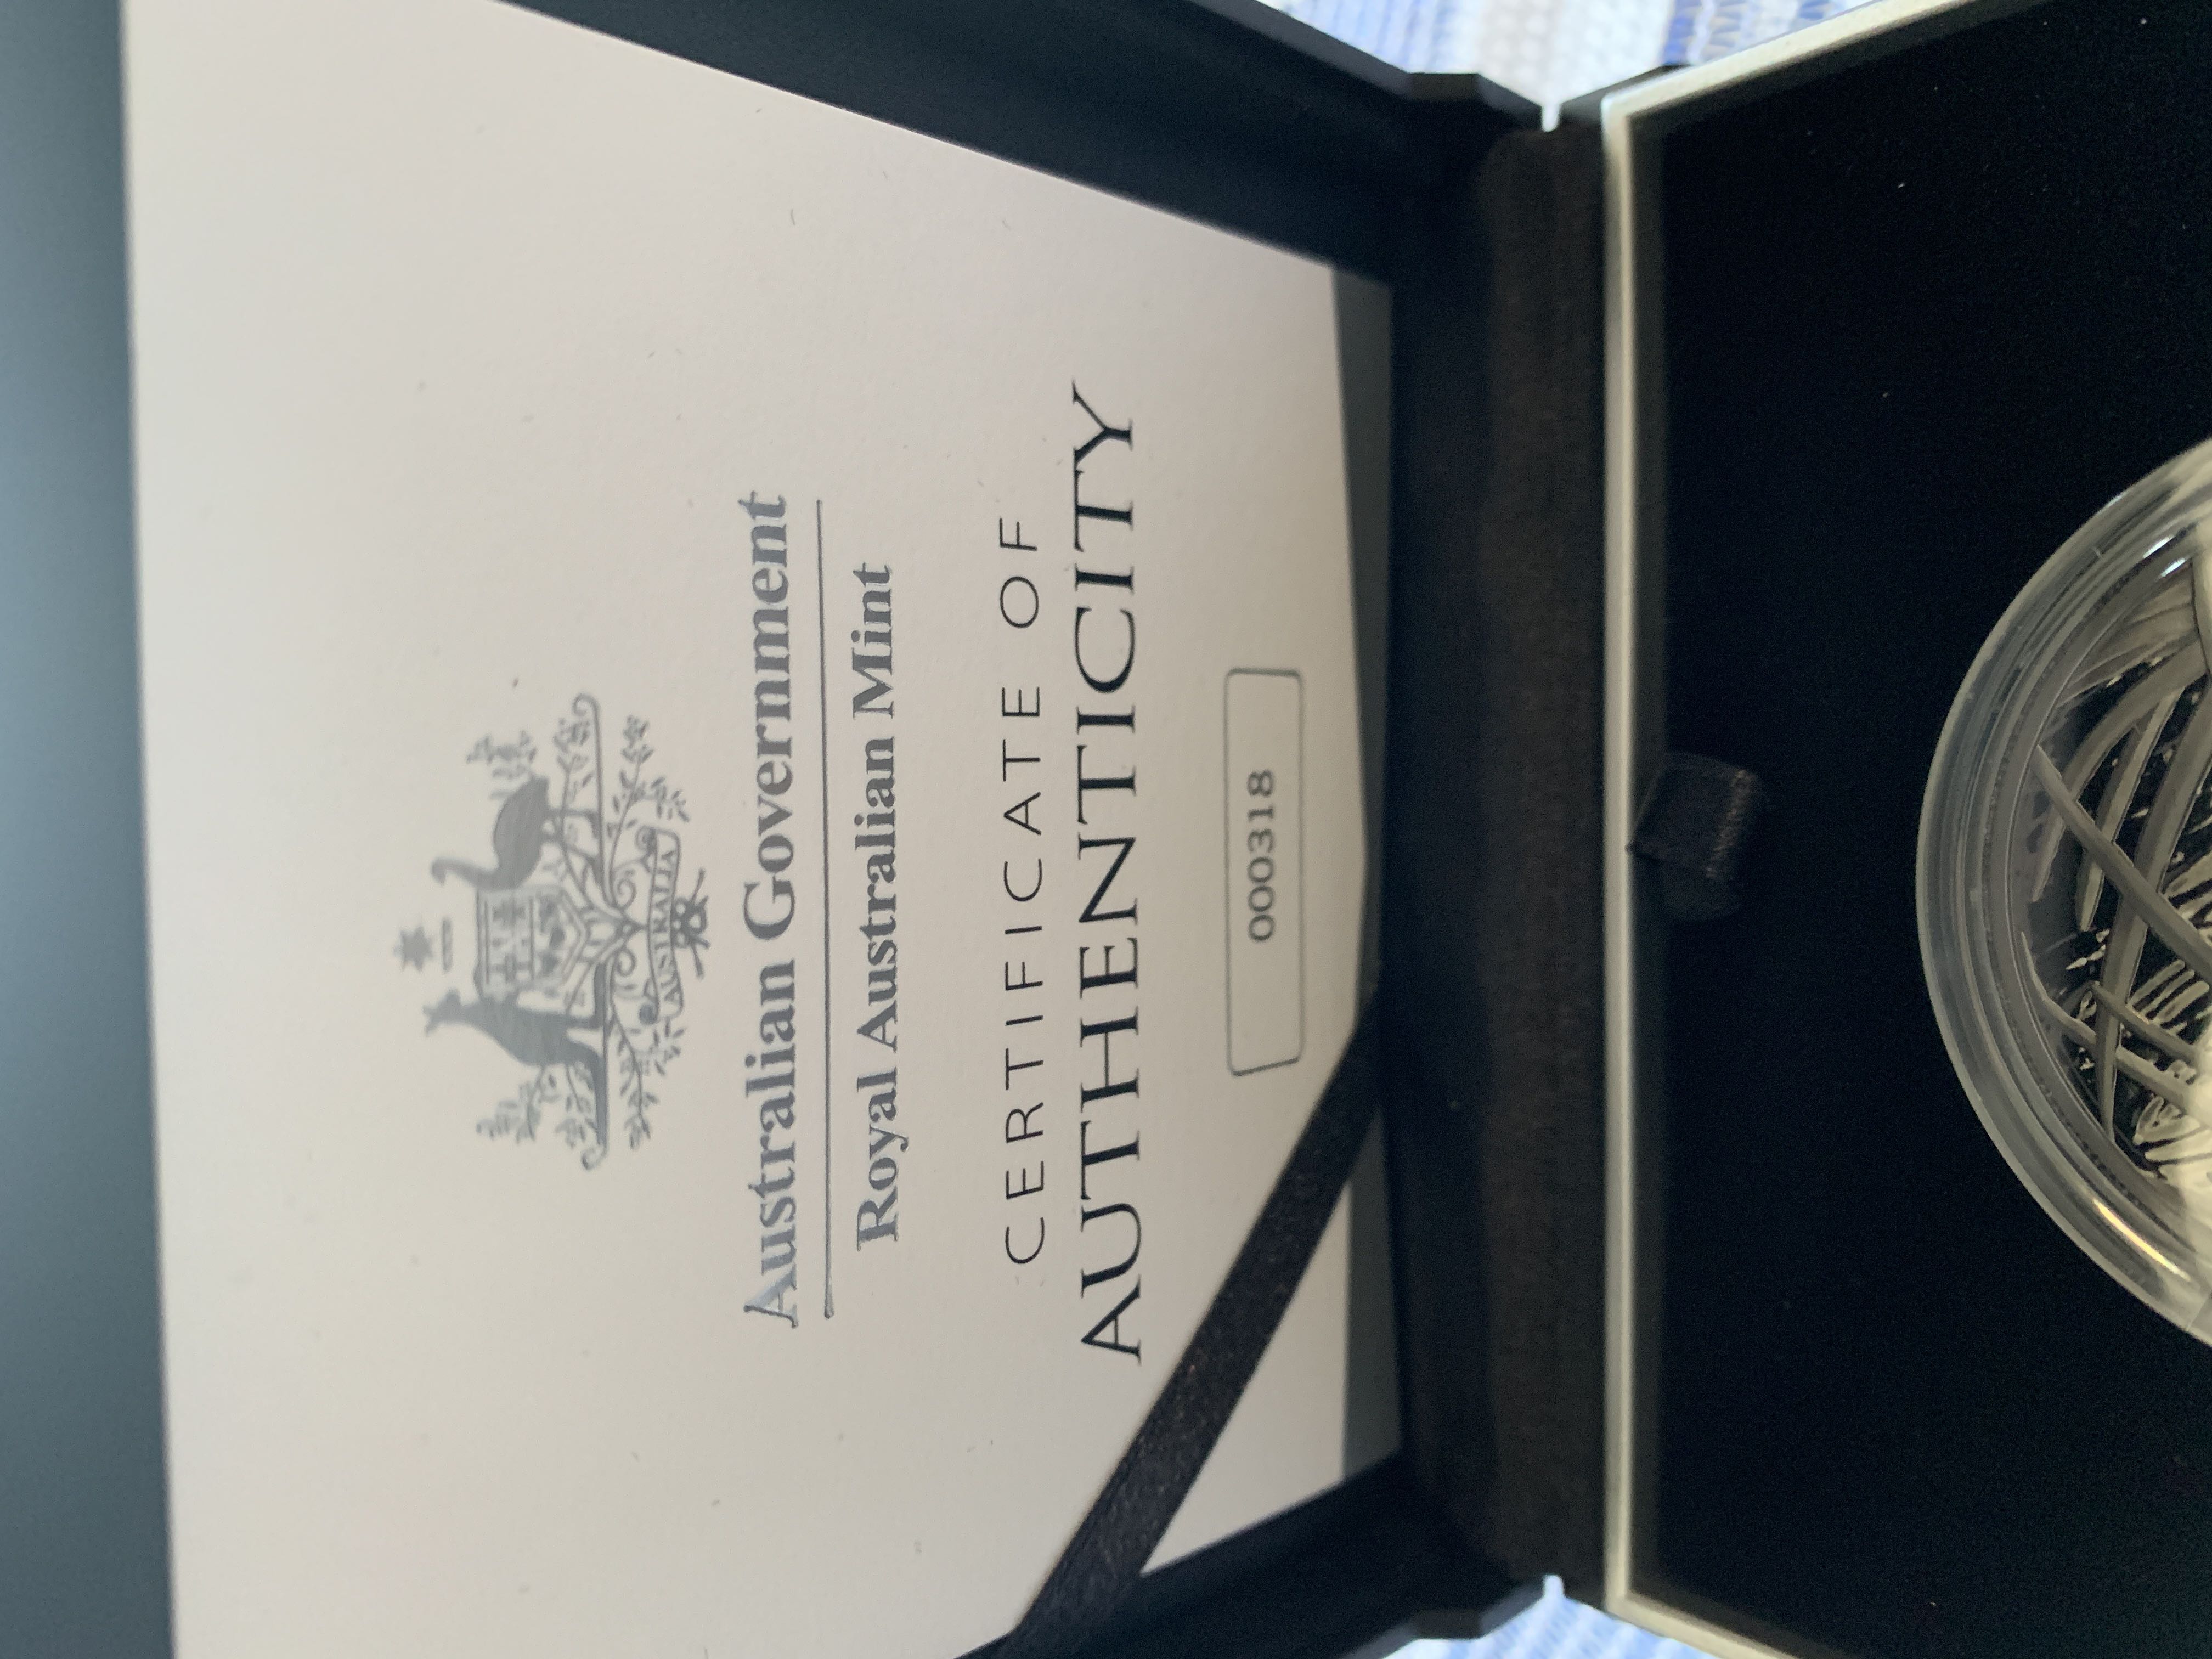 AUSTRALIA
Australian Government
Royal Australian Mint
CERTIFICATE OF
AUTHENTICITY
000318